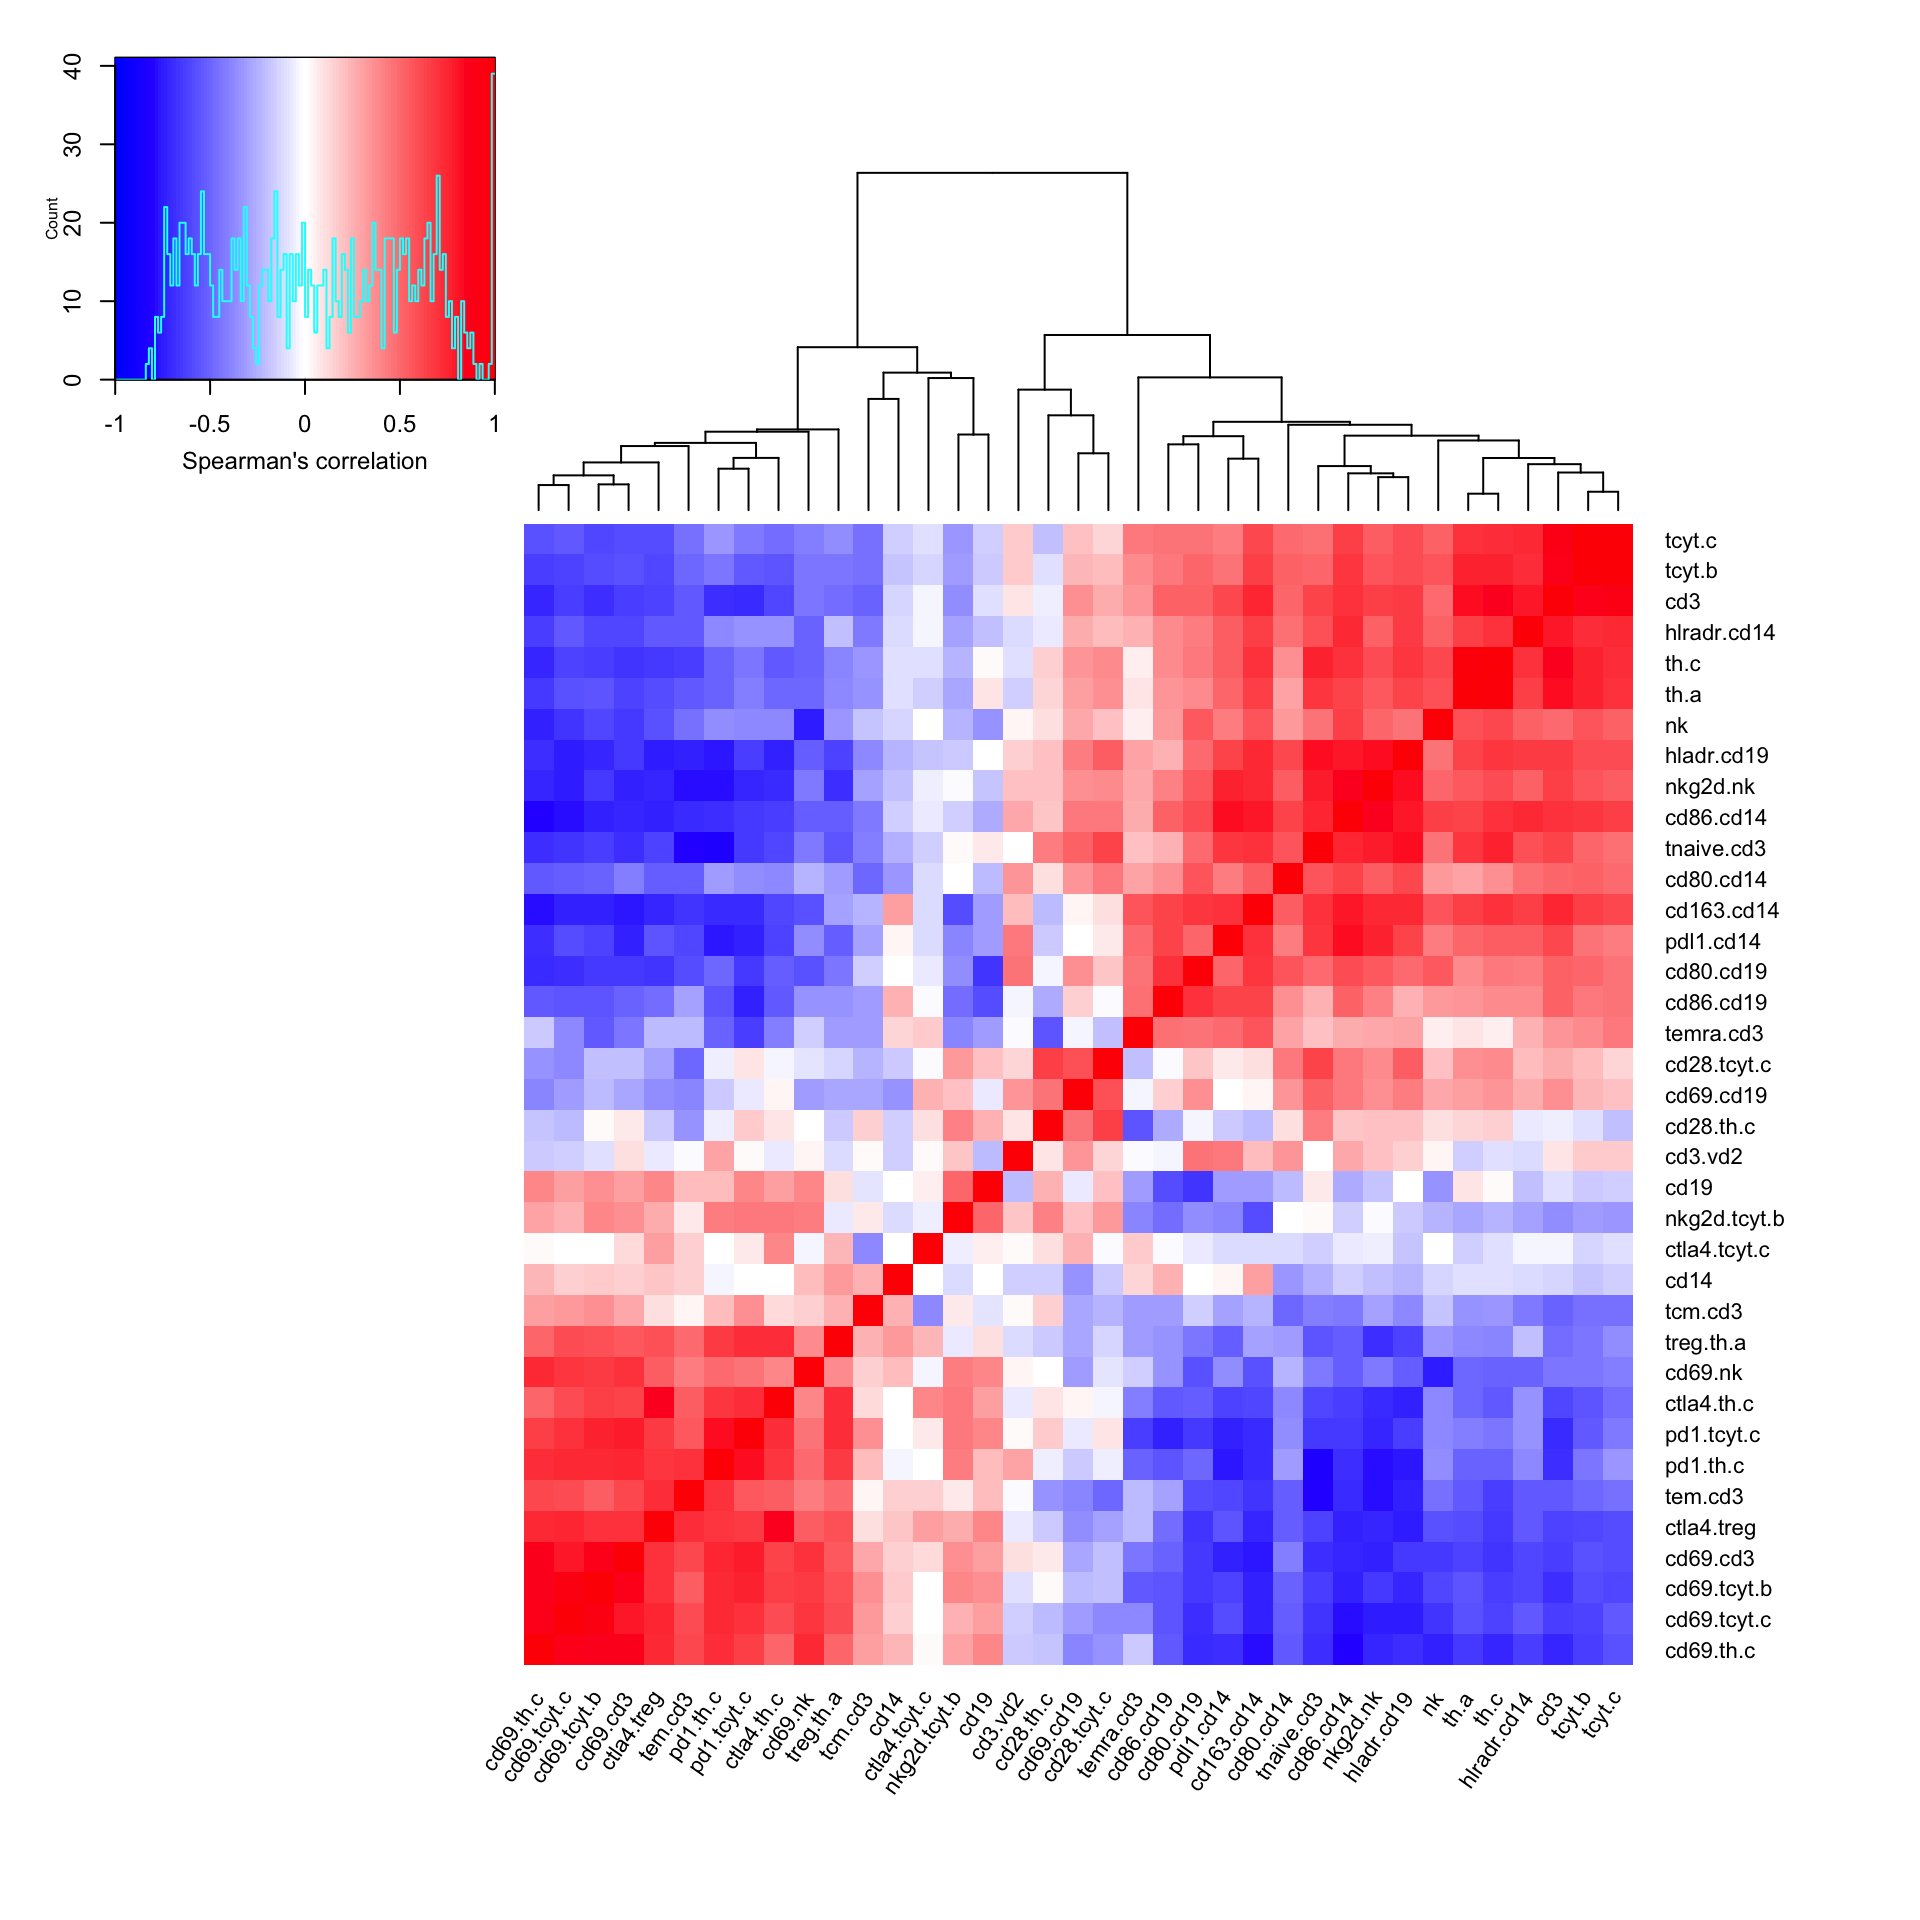 Count
0
10
20
30
40
-1
-0.5
0
0.5
1
Spearman's correlation
tcyt.c
tcyt.b
cd3
hlradr.cd14
th.c
th.a
nk
hladr.cd19
nkg2d.nk
cd86.cd14
tnaive.cd3
cd80.cd14
cd163.cd14
pdl1.cd14
cd80.cd19
cd86.cd19
temra.cd3
cd28.tcyt.c
cd69.cd19
cd28.th.c
cd3.vd2
cd19
nkg2d.tcyt.b
ctla4.tcyt.c
cd14
tcm.cd3
treg.th.a
cd69.nk
ctla4.th.c
pd1.tcyt.c
pd1.th.c
tem.cd3
ctla4.treg
cd69.cd3
cd69.tcyt.b
cd69.tcyt.c
cd69.th.c
cd69.th.c
cd69.tcyt.c
cd69.tcyt.b
cd69.cd3
ctla4.treg
tem.cd3
pd1.th.c
pd1.tcyt.c
ctla4.th.c
cd69.nk
treg.th.a
tcm.cd3
cd14
ctla4.tcyt.c
nkg2d.tcyt.b
cd19
cd3.vd2
cd28.th.c
cd69.cd19
cd28.tcyt.c
temra.cd3
cd86.cd19
cd80.cd19
pdl1.cd14
cd163.cd14
cd80.cd14
tnaive.cd3
cd86.cd14
nkg2d.nk
hladr.cd19
nk
th.a
th.c
hlradr.cd14
cd3
tcyt.b
tcyt.c